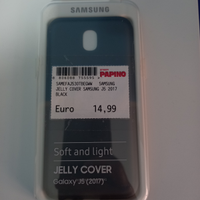 SAMSUNG
PAPINO
SAMSUNG
JELLY COVER SAMSUNG J5 2017
BLACK
Euro 14,99
Soft and light
JELLY COVER
Galaxy J5 (2017)